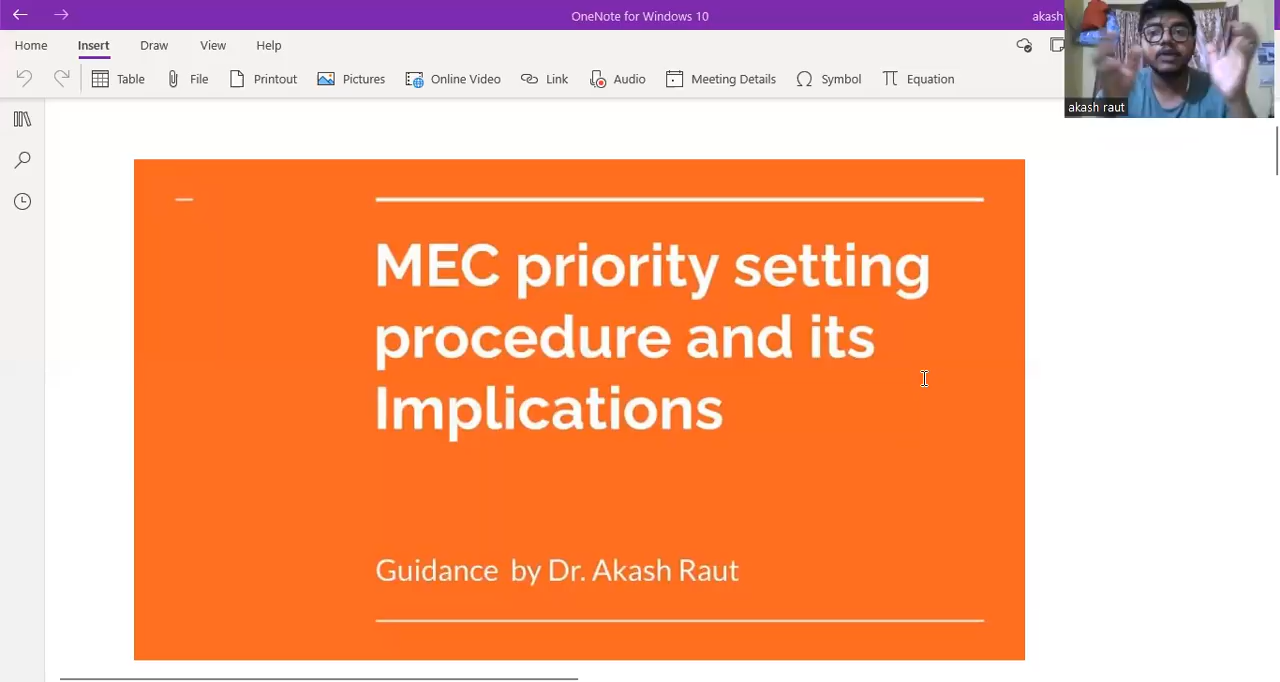 OneNote for Windows 10
akash
Home Insert Draw View Help
Table File Printout Pictures Online Video Link Audio Meeting Details Symbol Equation
akash raut
MEC priority setting
procedure and its
Implications
Guidance by Dr. Akash Raut